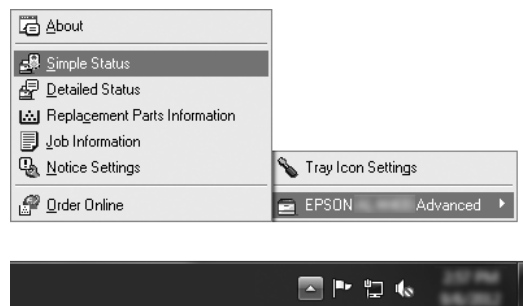 About
Simple Status
Detailed Status
Replacement Parts Information
Job Information
Notice Settings
Order Online
Tray Icon Settings
EPSON Advanced